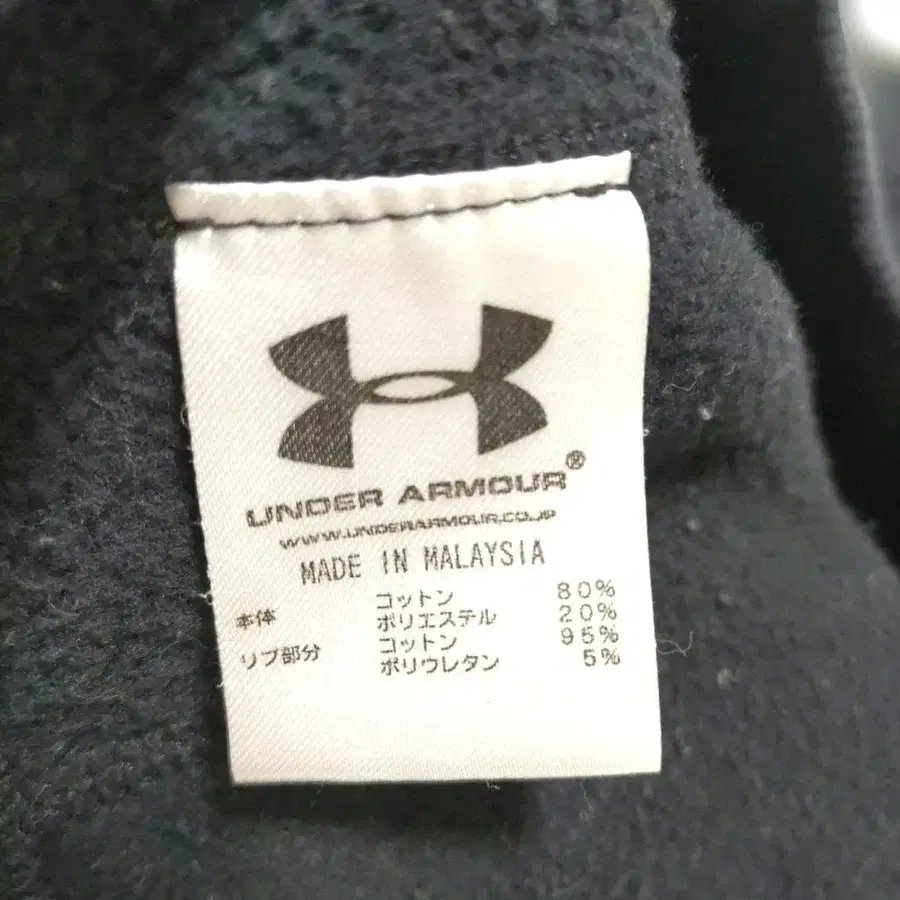 UNDER ARMOUR®
WWW.UNDERARMOUR.CO.JP
MADE IN MALAYSIA
本体 コットン 80%
ポリエステル 20%
リブ部分 コットン 95%
ポリウレタン 5%